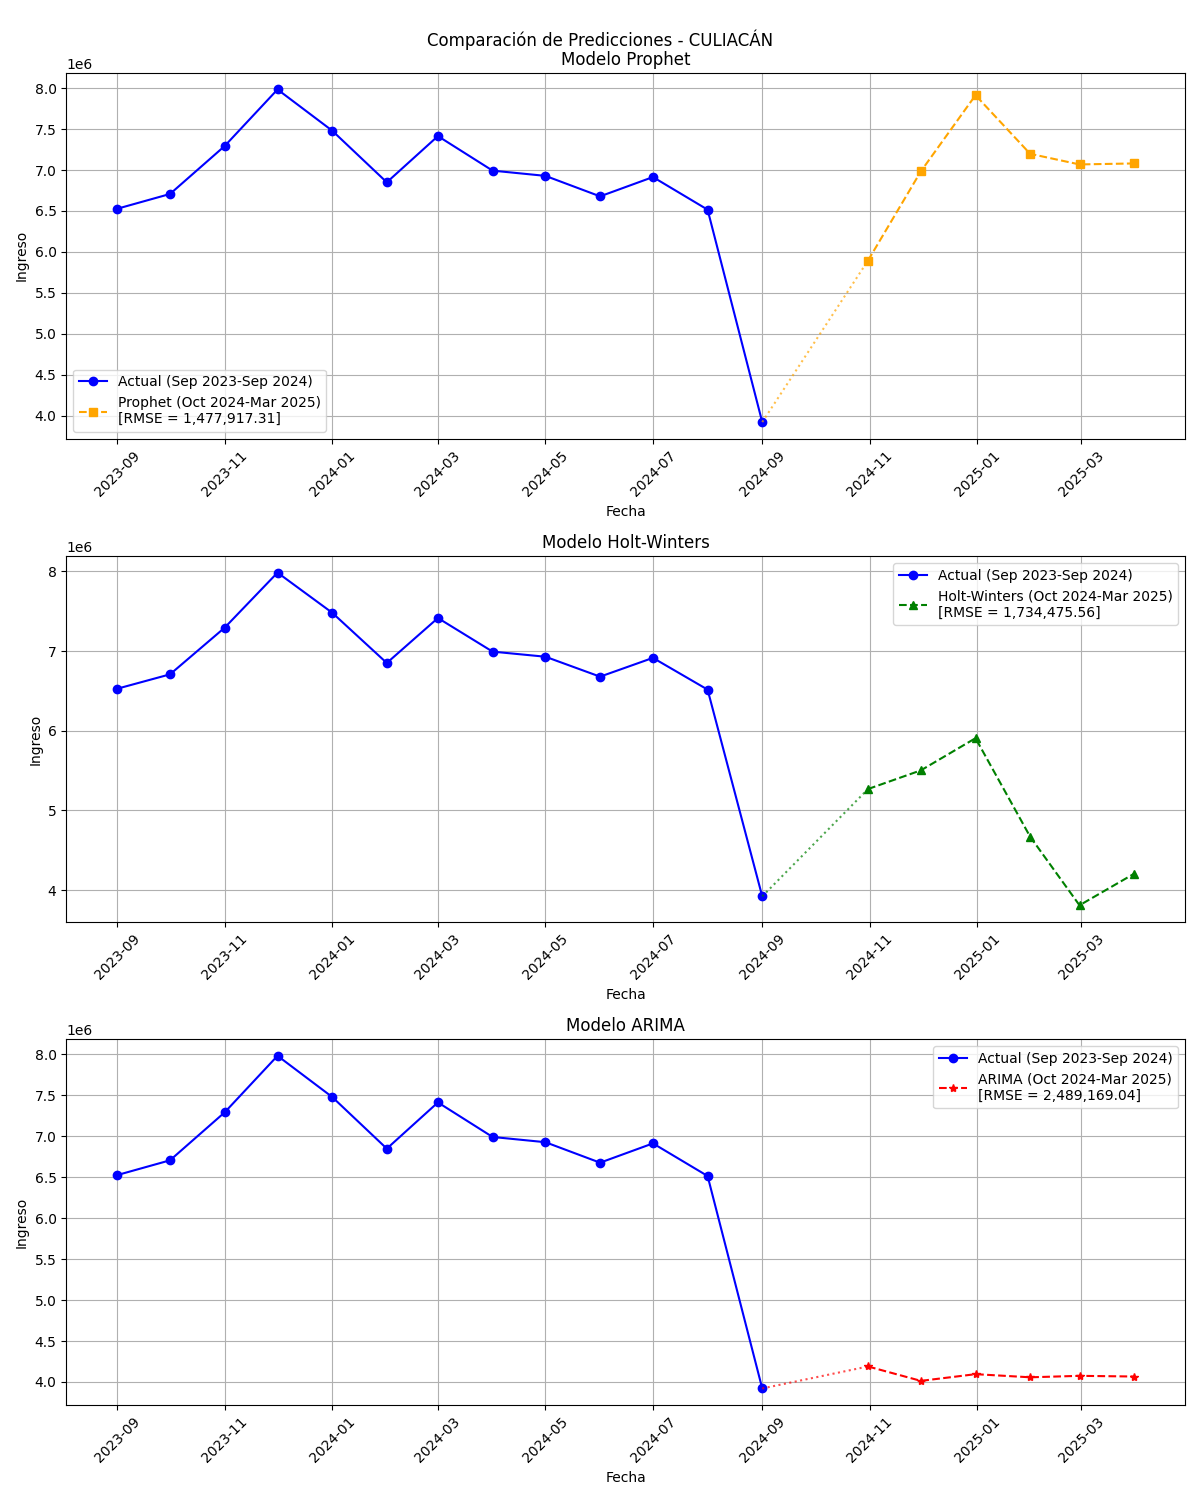 Comparación de Predicciones - CULIACÁN
Modelo Prophet
1e6
8.0
7.5
7.0
6.5
6.0
5.5
5.0
4.5
4.0
Ingreso
Actual (Sep 2023-Sep 2024)
Prophet (Oct 2024-Mar 2025)
[RMSE = 1,477,917.31]
2023-09
2023-11
2024-01
2024-03
2024-05
2024-07
2024-09
2024-11
2025-01
2025-03
Fecha
Modelo Holt-Winters
1e6
8
7
6
5
4
Ingreso
Actual (Sep 2023-Sep 2024)
Holt-Winters (Oct 2024-Mar 2025)
[RMSE = 1,734,475.56]
2023-09
2023-11
2024-01
2024-03
2024-05
2024-07
2024-09
2024-11
2025-01
2025-03
Fecha
Modelo ARIMA
1e6
8.0
7.5
7.0
6.5
6.0
5.5
5.0
4.5
4.0
Ingreso
Actual (Sep 2023-Sep 2024)
ARIMA (Oct 2024-Mar 2025)
[RMSE = 2,489,169.04]
2023-09
2023-11
2024-01
2024-03
2024-05
2024-07
2024-09
2024-11
2025-01
2025-03
Fecha